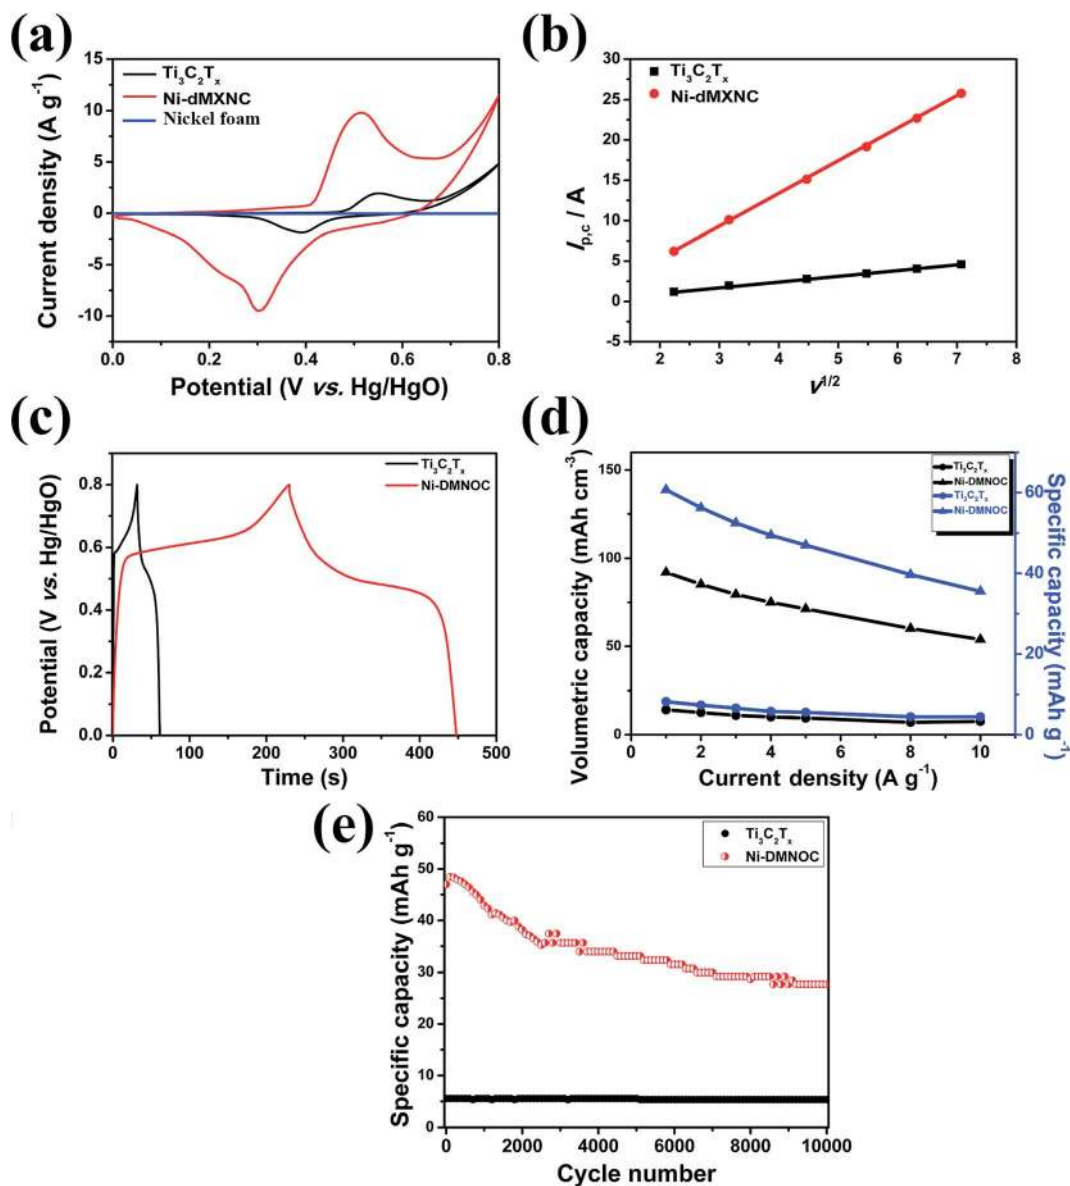 (a)
15
10
5
0
-5
-10
Current density (A g⁻¹)
Ti₃C₂Tₓ
Ni-dMXNC
Nickel foam
0.0 0.2 0.4 0.6 0.8
Potential (V vs. Hg/HgO)
(b)
30
25
20
15
10
5
0
-5
I p,c / A
Ti₃C₂Tₓ
Ni-dMXNC
2 3 4 5 6 7 8
v¹/²
(c)
0.8
0.6
0.4
0.2
0.0
Potential (V vs. Hg/HgO)
Ti₃C₂Tₓ
Ni-DMNOC
0 100 200 300 400 500
Time (s)
(d)
150
100
50
0
Volumetric capacity (mAh cm⁻³)
Ti₃C₂Tₓ
Ni-DMNOC
Ti₃C₂Tₓ
Ni-DMNOC
60
40
20
0
Specific capacity (mAh g⁻¹)
0 2 4 6 8 10
Current density (A g⁻¹)
(e)
60
50
40
30
20
10
0
Specific capacity (mAh g⁻¹)
Ti₃C₂Tₓ
Ni-DMNOC
0 2000 4000 6000 8000 10000
Cycle number